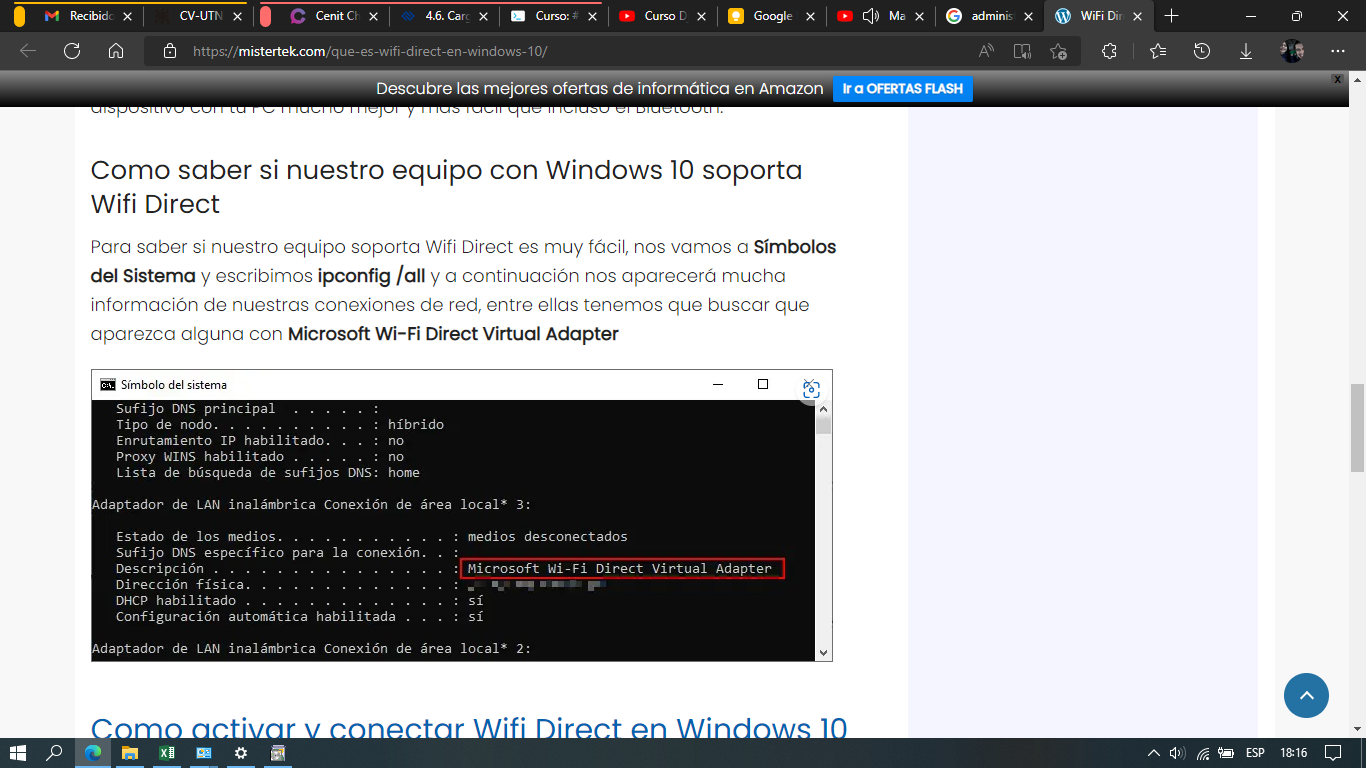 Recibido
CV-UTN
Cenit Ch
4.6. Carg
Curso: #
Curso D
Google
Ma
adminis
WiFi Dir
https://mistertek.com/que-es-wifi-direct-en-windows-10/
Descubre las mejores ofertas de informática en Amazon Ir a OFERTAS FLASH
X
dispositivo con tu PC mucho mejor y más fácil que incluso el Bluetooth.
Como saber si nuestro equipo con Windows 10 soporta
Wifi Direct
Para saber si nuestro equipo soporta Wifi Direct es muy fácil, nos vamos a Símbolos
del Sistema y escribimos ipconfig /all y a continuación nos aparecerá mucha
información de nuestras conexiones de red, entre ellas tenemos que buscar que
aparezca alguna con Microsoft Wi-Fi Direct Virtual Adapter
Símbolo del sistema
Sufijo DNS principal . . . . . :
Tipo de nodo. . . . . . . . . . : híbrido
Enrutamiento IP habilitado. . . : no
Proxy WINS habilitado . . . . . : no
Lista de búsqueda de sufijos DNS: home
Adaptador de LAN inalámbrica Conexión de área local* 3:
Estado de los medios. . . . . . . . . . . : medios desconectados
Sufijo DNS específico para la conexión. . :
Descripción . . . . . . . . . . . . . . . : Microsoft Wi-Fi Direct Virtual Adapter
Dirección física. . . . . . . . . . . . . :
DHCP habilitado . . . . . . . . . . . . . : sí
Configuración automática habilitada . . . : sí
Adaptador de LAN inalámbrica Conexión de área local* 2:
Como activar y conectar Wifi Direct en Windows 10
ESP
18:16